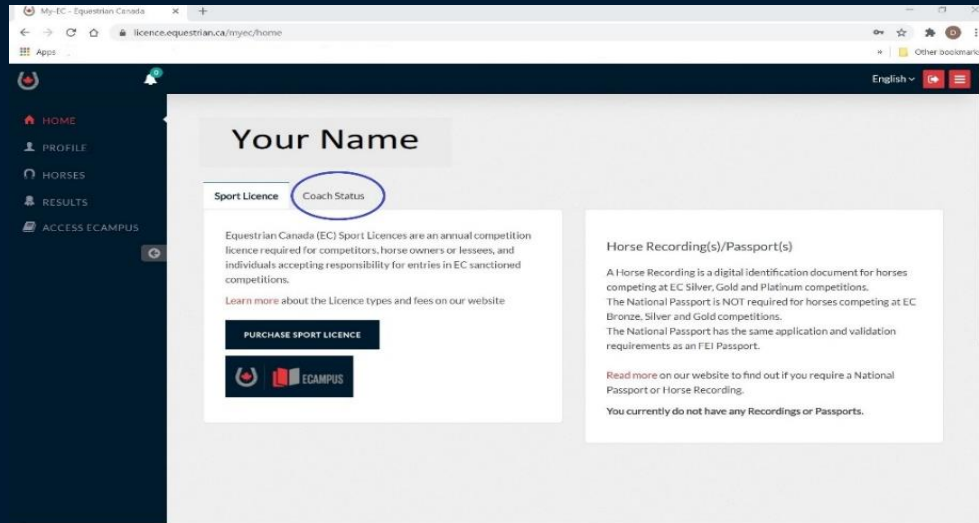 My-EC - Equestrian Canada
licence.equestrian.ca/myec/home
D
Apps
Other bookmarks
0
English
HOME
PROFILE
HORSES
RESULTS
ACCESS ECAMPUS
Your Name
Sport Licence
Coach Status
Equestrian Canada (EC) Sport Licences are an annual competition
licence required for competitors, horse owners or lessees, and
individuals accepting responsibility for entries in EC sanctioned
competitions.
Learn more about the Licence types and fees on our website
PURCHASE SPORT LICENCE
ECAMPUS
Horse Recording(s)/Passport(s)
A Horse Recording is a digital identification document for horses
competing at EC Silver, Gold and Platinum competitions.
The National Passport is NOT required for horses competing at EC
Bronze, Silver and Gold competitions.
The National Passport has the same application and validation
requirements as an FEI Passport.
Read more on our website to find out if you require a National
Passport or Horse Recording.
You currently do not have any Recordings or Passports.